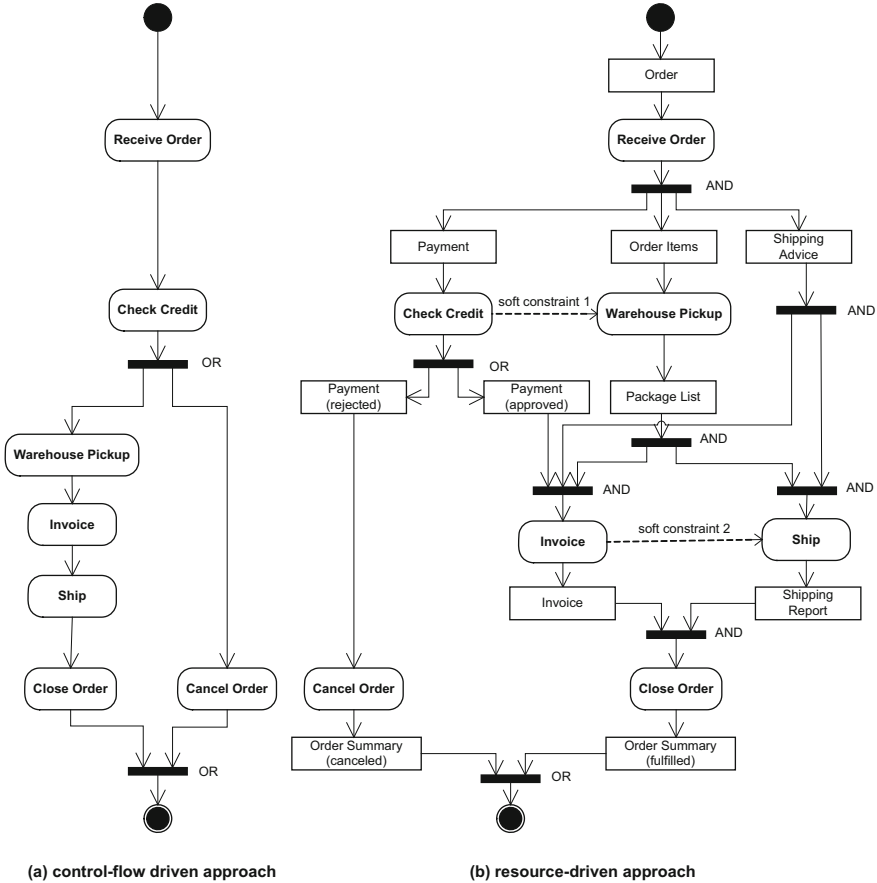 Order
Receive Order
Receive Order
AND
Payment
Order Items
Shipping
Advice
Check Credit
Check Credit
soft constraint 1
Warehouse Pickup
AND
OR
OR
Payment
(rejected)
Payment
(approved)
Package List
Warehouse Pickup
AND
AND
AND
Invoice
Invoice
soft constraint 2
Ship
Ship
Invoice
Shipping
Report
AND
Close Order
Cancel Order
Cancel Order
Close Order
Order Summary
(canceled)
Order Summary
(fulfilled)
OR
OR
(a) control-flow driven approach
(b) resource-driven approach